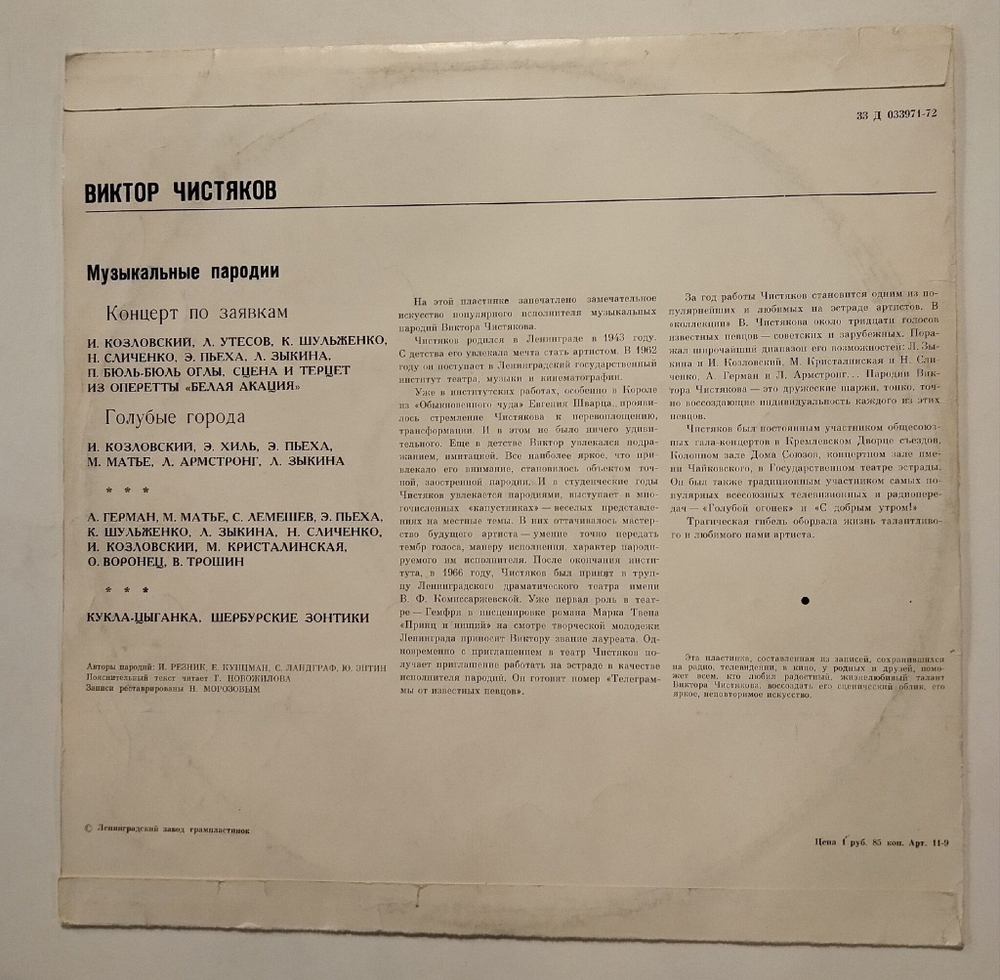 33 Д 033971-72
ВИКТОР ЧИСТЯКОВ
Музыкальные пародии
Концерт по заявкам
И. КОЗЛОВСКИЙ, Л. УТЕСОВ, К. ШУЛЬЖЕНКО,
Н. СЛИЧЕНКО, Э. ПЬЕХА, Л. ЗЫКИНА,
П. БЮЛЬ-БЮЛЬ ОГЛЫ, СЦЕНА И ТЕРЦЕТ
ИЗ ОПЕРЕТТЫ «БЕЛАЯ АКАЦИЯ»
Голубые города
И. КОЗЛОВСКИЙ, Э. ХИЛЬ, Э. ПЬЕХА,
М. МАТЬЕ, Л. АРМСТРОНГ, Л. ЗЫКИНА
* * *
А. ГЕРМАН, М. МАТЬЕ, С. ЛЕМЕШЕВ, Э. ПЬЕХА,
К. ШУЛЬЖЕНКО, Л. ЗЫКИНА, Н. СЛИЧЕНКО,
И. КОЗЛОВСКИЙ, М. КРИСТАЛИНСКАЯ,
О. ВОРОНЕЦ, В. ТРОШИН
* * *
КУКЛА-ЦЫГАНКА, ШЕРБУРСКИЕ ЗОНТИКИ
Авторы пародий: И. РЕЗНИК, Е. КУНЦМАН, С. ЛАНДГРАФ, Ю. ЭНТИН
Пояснительный текст читает Г. НОВОЖИЛОВА
Записи реставрированы Н. МОРОЗОВЫМ
На этой пластинке запечатлено замечательное
искусство популярного исполнителя музыкальных
пародий Виктора Чистякова.
Чистяков родился в Ленинграде в 1943 году.
С детства его увлекала мечта стать артистом. В 1962
году он поступает в Ленинградский государственный
институт театра, музыки и кинематографии.
Уже в институтских работах, особенно в Короле
из «Обыкновенного чуда» Евгения Шварца, прояви-
лось стремление Чистякова к перевоплощению,
трансформации. И в этом не было ничего удиви-
тельного. Еще в детстве Виктор увлекался подра-
жанием, имитацией. Все наиболее яркое, что при-
влекало его внимание, становилось объектом точ-
ной, заостренной пародии. И в студенческие годы
Чистяков увлекается пародиями, выступает в мно-
гочисленных «капустниках» — веселых представле-
ниях на местные темы. В них оттачивалось мастер-
ство будущего артиста — умение точно передать
тембр голоса, манеру исполнения, характер пароди-
руемого им исполнителя. После окончания инсти-
тута, в 1966 году, Чистяков был принят в труп-
пу Ленинградского драматического театра имени
В. Ф. Комиссаржевской. Уже первая роль в теат-
ре — Гемфри в инсценировке романа Марка Твена
«Принц и нищий» на смотре творческой молодежи
Ленинграда приносит Виктору звание лауреата. Од-
новременно с приглашением в театр Чистяков по-
лучает приглашение работать на эстраде в качестве
исполнителя пародий. Он готовит номер «Телеграм-
мы от известных певцов».
За год работы Чистяков становится одним из по-
пулярнейших и любимых на эстраде артистов. В
«коллекции» В. Чистякова около тридцати голосов
известных певцов — советских и зарубежных. Пора-
жал широчайший диапазон его возможностей: Л. Зы-
кина и И. Козловский, М. Кристалинская и Н. Сли-
ченко, А. Герман и Л. Армстронг... Пародии Вик-
тора Чистякова — это дружеские шаржи, тонко, точ-
но воссоздающие индивидуальность каждого из этих
певцов.
Чистяков был постоянным участником общесоюз-
ных гала-концертов в Кремлевском Дворце съездов,
Колонном зале Дома Союзов, концертном зале име-
ни Чайковского, в Государственном театре эстрады.
Он был также традиционным участником самых по-
пулярных всесоюзных телевизионных и радиопере-
дач — «Голубой огонек» и «С добрым утром!»
Трагическая гибель оборвала жизнь талантливо-
го и любимого нами артиста.
Эта пластинка, составленная из записей, сохранившихся
на радио, телевидении, в кино, у родных и друзей, помо-
жет всем, кто любил радостный, жизнелюбивый талант
Виктора Чистякова, воссоздать его сценический облик, его
яркое, неповторимое искусство.
© Ленинградский завод грампластинок
Цена 1 руб. 85 коп. Арт. 11-9